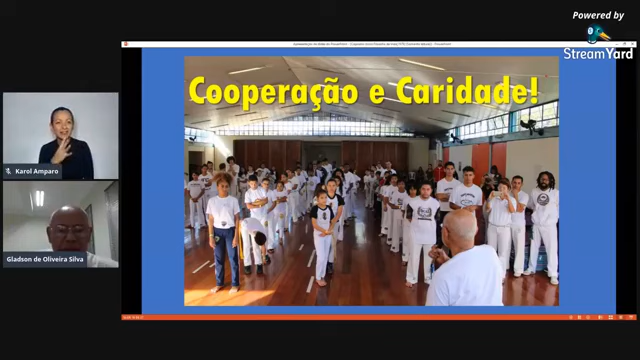 Powered by
StreamYard
Cooperação e Caridade!
Karol Amparo
Gladson de Oliveira Silva